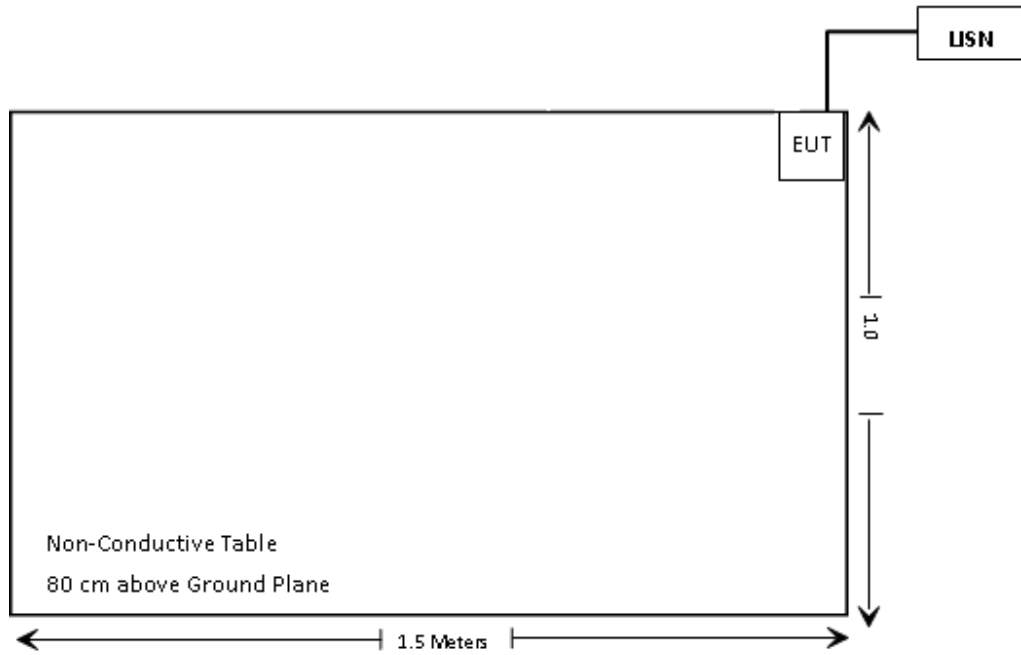 LISN
EUT
1.0
Non-Conductive Table
80 cm above Ground Plane
1.5 Meters